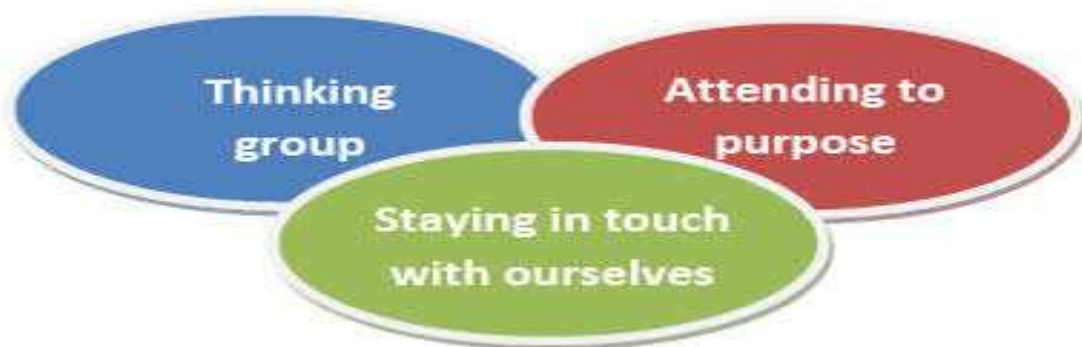 Thinking
group
Attending to
purpose
Staying in touch
with ourselves